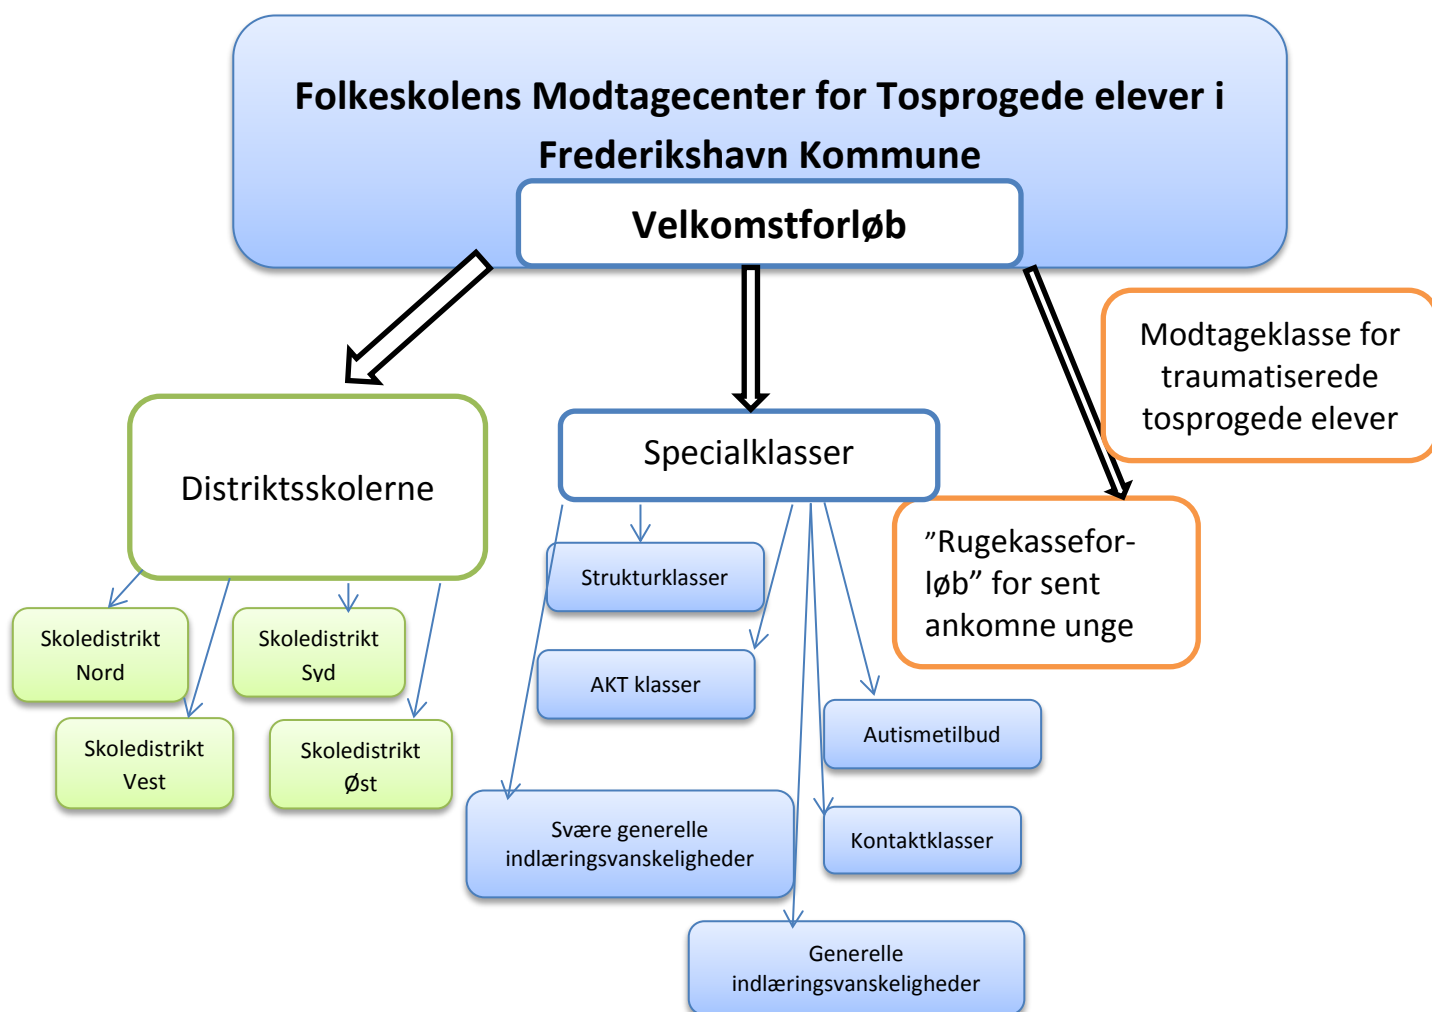 Folkeskolens Modtagecenter for Tosprogede elever i
Frederikshavn Kommune
Velkomstforløb
Modtageklasse for
traumatiserede
tosprogede elever
Distriktsskolerne
Specialklasser
”Rugekassefor-
løb” for sent
ankomne unge
Strukturklasser
Skoledistrikt
Nord
Skoledistrikt
Syd
AKT klasser
Skoledistrikt
Vest
Skoledistrikt
Øst
Autismetilbud
Svære generelle
indlæringsvanskeligheder
Kontaktklasser
Generelle
indlæringsvanskeligheder